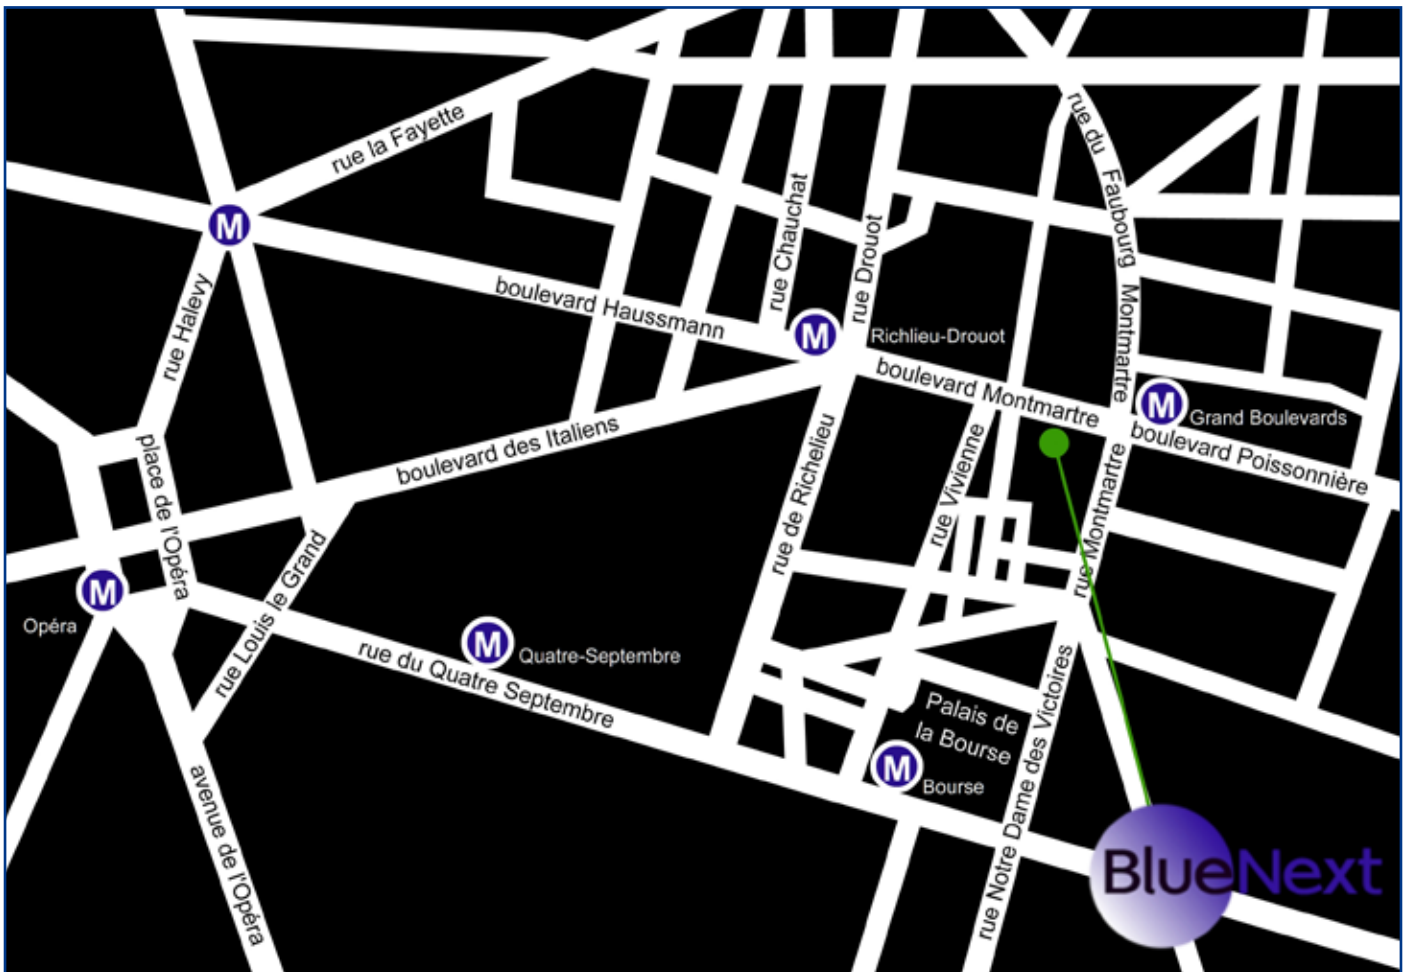 rue la Fayette
rue du Faubourg Montmartre
M
rue Chauchat
rue Drouot
boulevard Haussmann
rue Halevy
M
Richlieu-Drouot
boulevard Montmartre
M
Grand Boulevards
boulevard Poissonnière
boulevard des Italiens
rue de Richelieu
rue Vivienne
rue Montmartre
place de l'Opéra
rue Louis le Grand
M
Opéra
M
Quatre-Septembre
rue du Quatre Septembre
Palais de
la Bourse
M
Bourse
rue Notre Dame des Victoires
avenue de l'Opéra
BlueNext